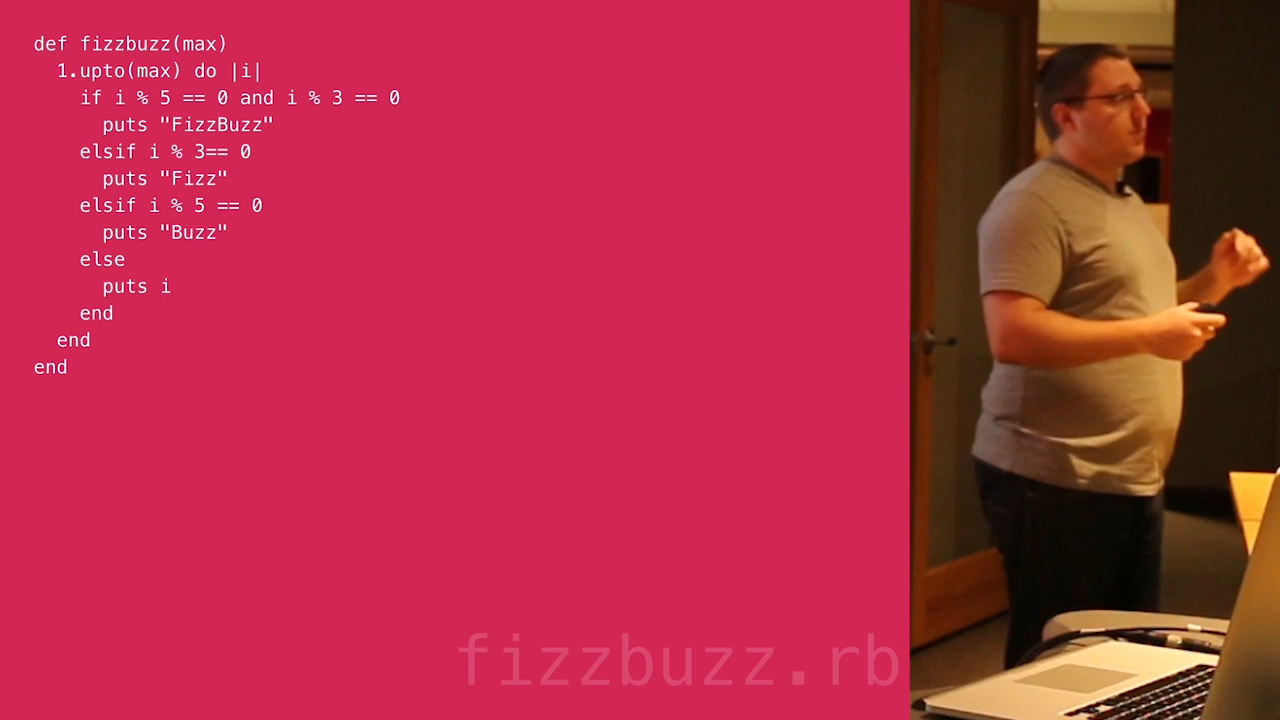 def fizzbuzz(max)
  1.upto(max) do |i|
    if i % 5 == 0 and i % 3 == 0
      puts "FizzBuzz"
    elsif i % 3== 0
      puts "Fizz"
    elsif i % 5 == 0
      puts "Buzz"
    else
      puts i
    end
  end
end
fizzbuzz.rb